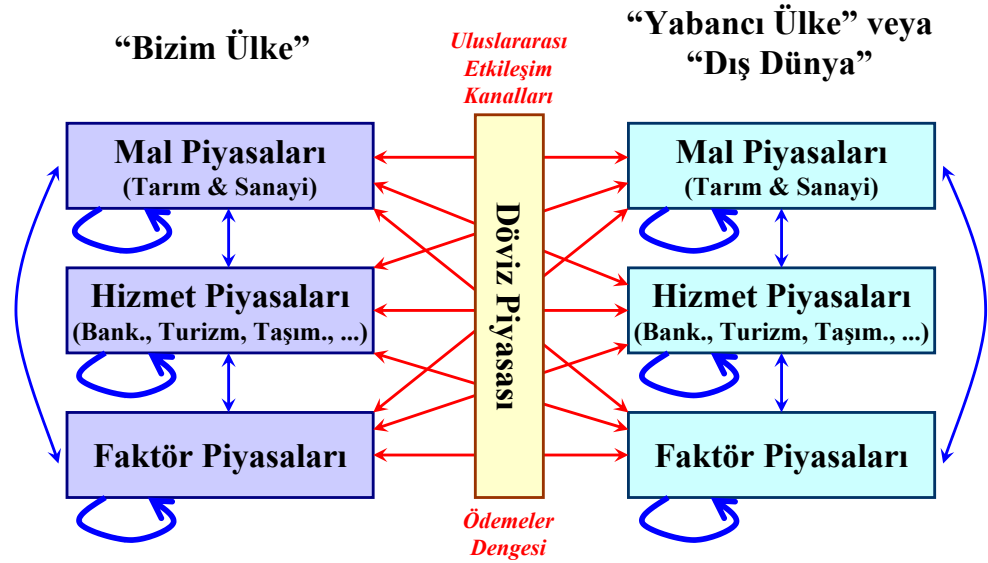 “Bizim Ülke”
Uluslararası
Etkileşim
Kanalları
“Yabancı Ülke” veya
“Dış Dünya”
Mal Piyasaları
(Tarım & Sanayi)
Hizmet Piyasaları
(Bank., Turizm, Taşım., ...)
Faktör Piyasaları
Döviz Piyasası
Mal Piyasaları
(Tarım & Sanayi)
Hizmet Piyasaları
(Bank., Turizm, Taşım., ...)
Faktör Piyasaları
Ödemeler
Dengesi